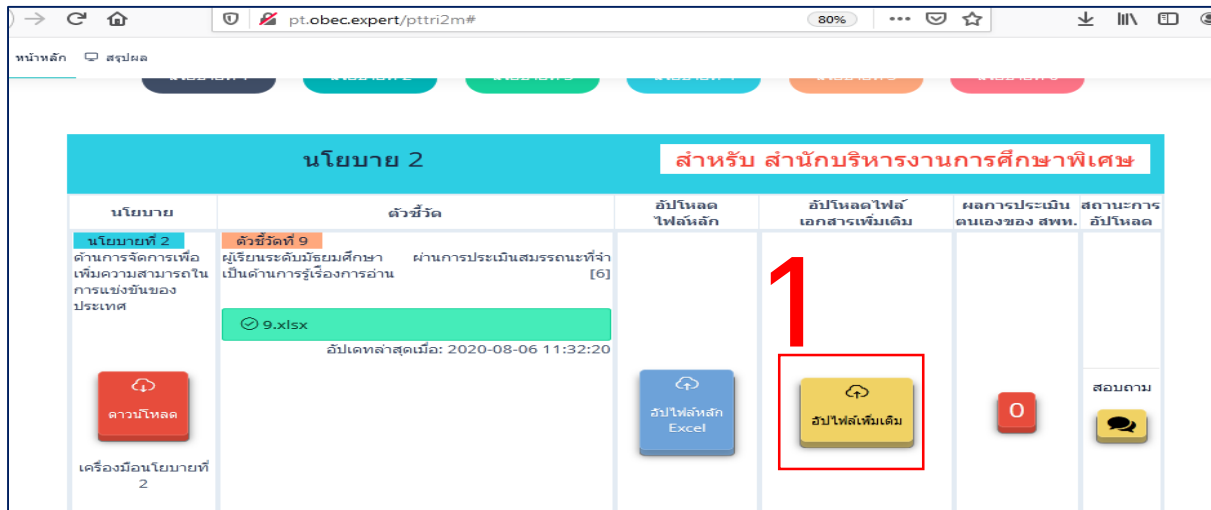 pt.obec.expert/pttri2m#
80%
หน้าหลัก สรุปผล
นโยบาย 2
สำหรับ สำนักบริหารงานการศึกษาพิเศษ
นโยบาย
ตัวชี้วัด
อัปโหลด
ไฟล์หลัก
อัปโหลดไฟล์
เอกสารเพิ่มเติม
ผลการประเมิน
ตนเองของ สพท.
สถานะการ
อัปโหลด
นโยบายที่ 2
ด้านการจัดการเพื่อ
เพิ่มความสามารถใน
การแข่งขันของ
ประเทศ
ตัวชี้วัดที่ 9
ผู้เรียนระดับมัธยมศึกษา ผ่านการประเมินสมรรถนะที่จำ
เป็นด้านการรู้เรื่องการอ่าน [6]
9.xlsx
อัปเดทล่าสุดเมื่อ: 2020-08-06 11:32:20
1
ดาวน์โหลด
เครื่องมือนโยบายที่
2
อัปไฟล์หลัก
Excel
อัปไฟล์เพิ่มเติม
0
สอบถาม